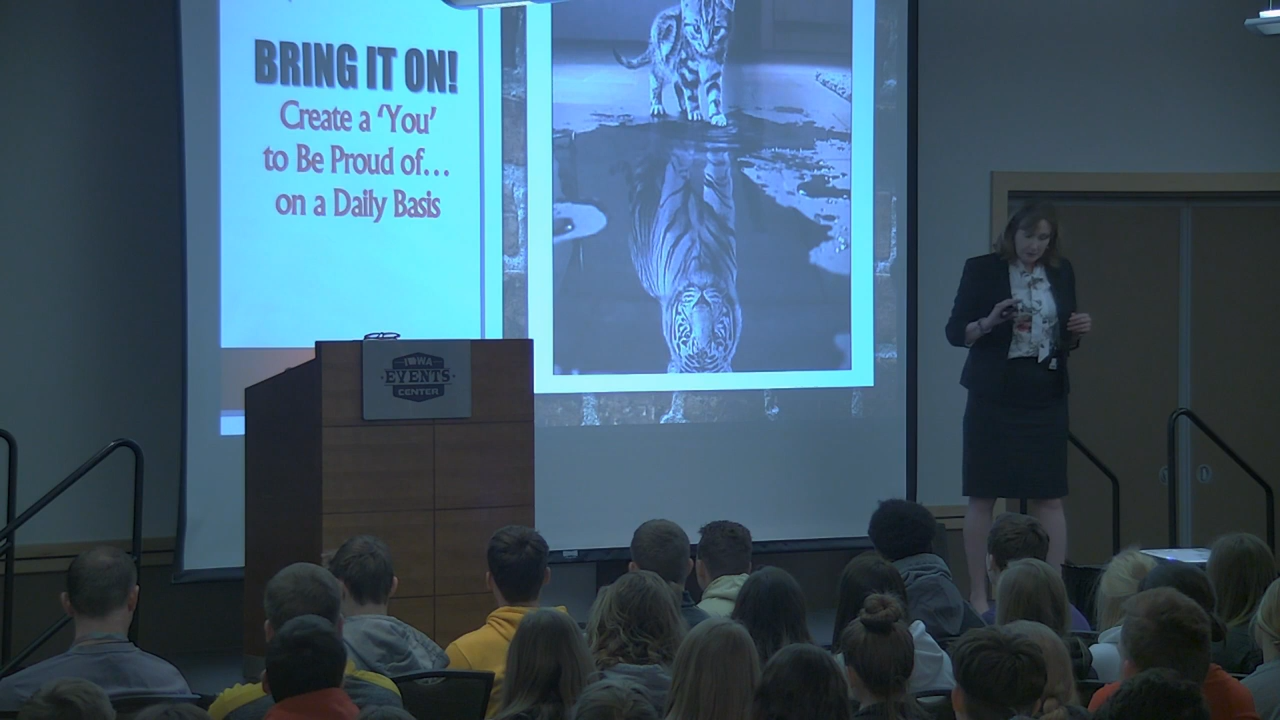 BRING IT ON!
Create a 'You'
to Be Proud of...
on a Daily Basis
IOWA
EVENTS
CENTER